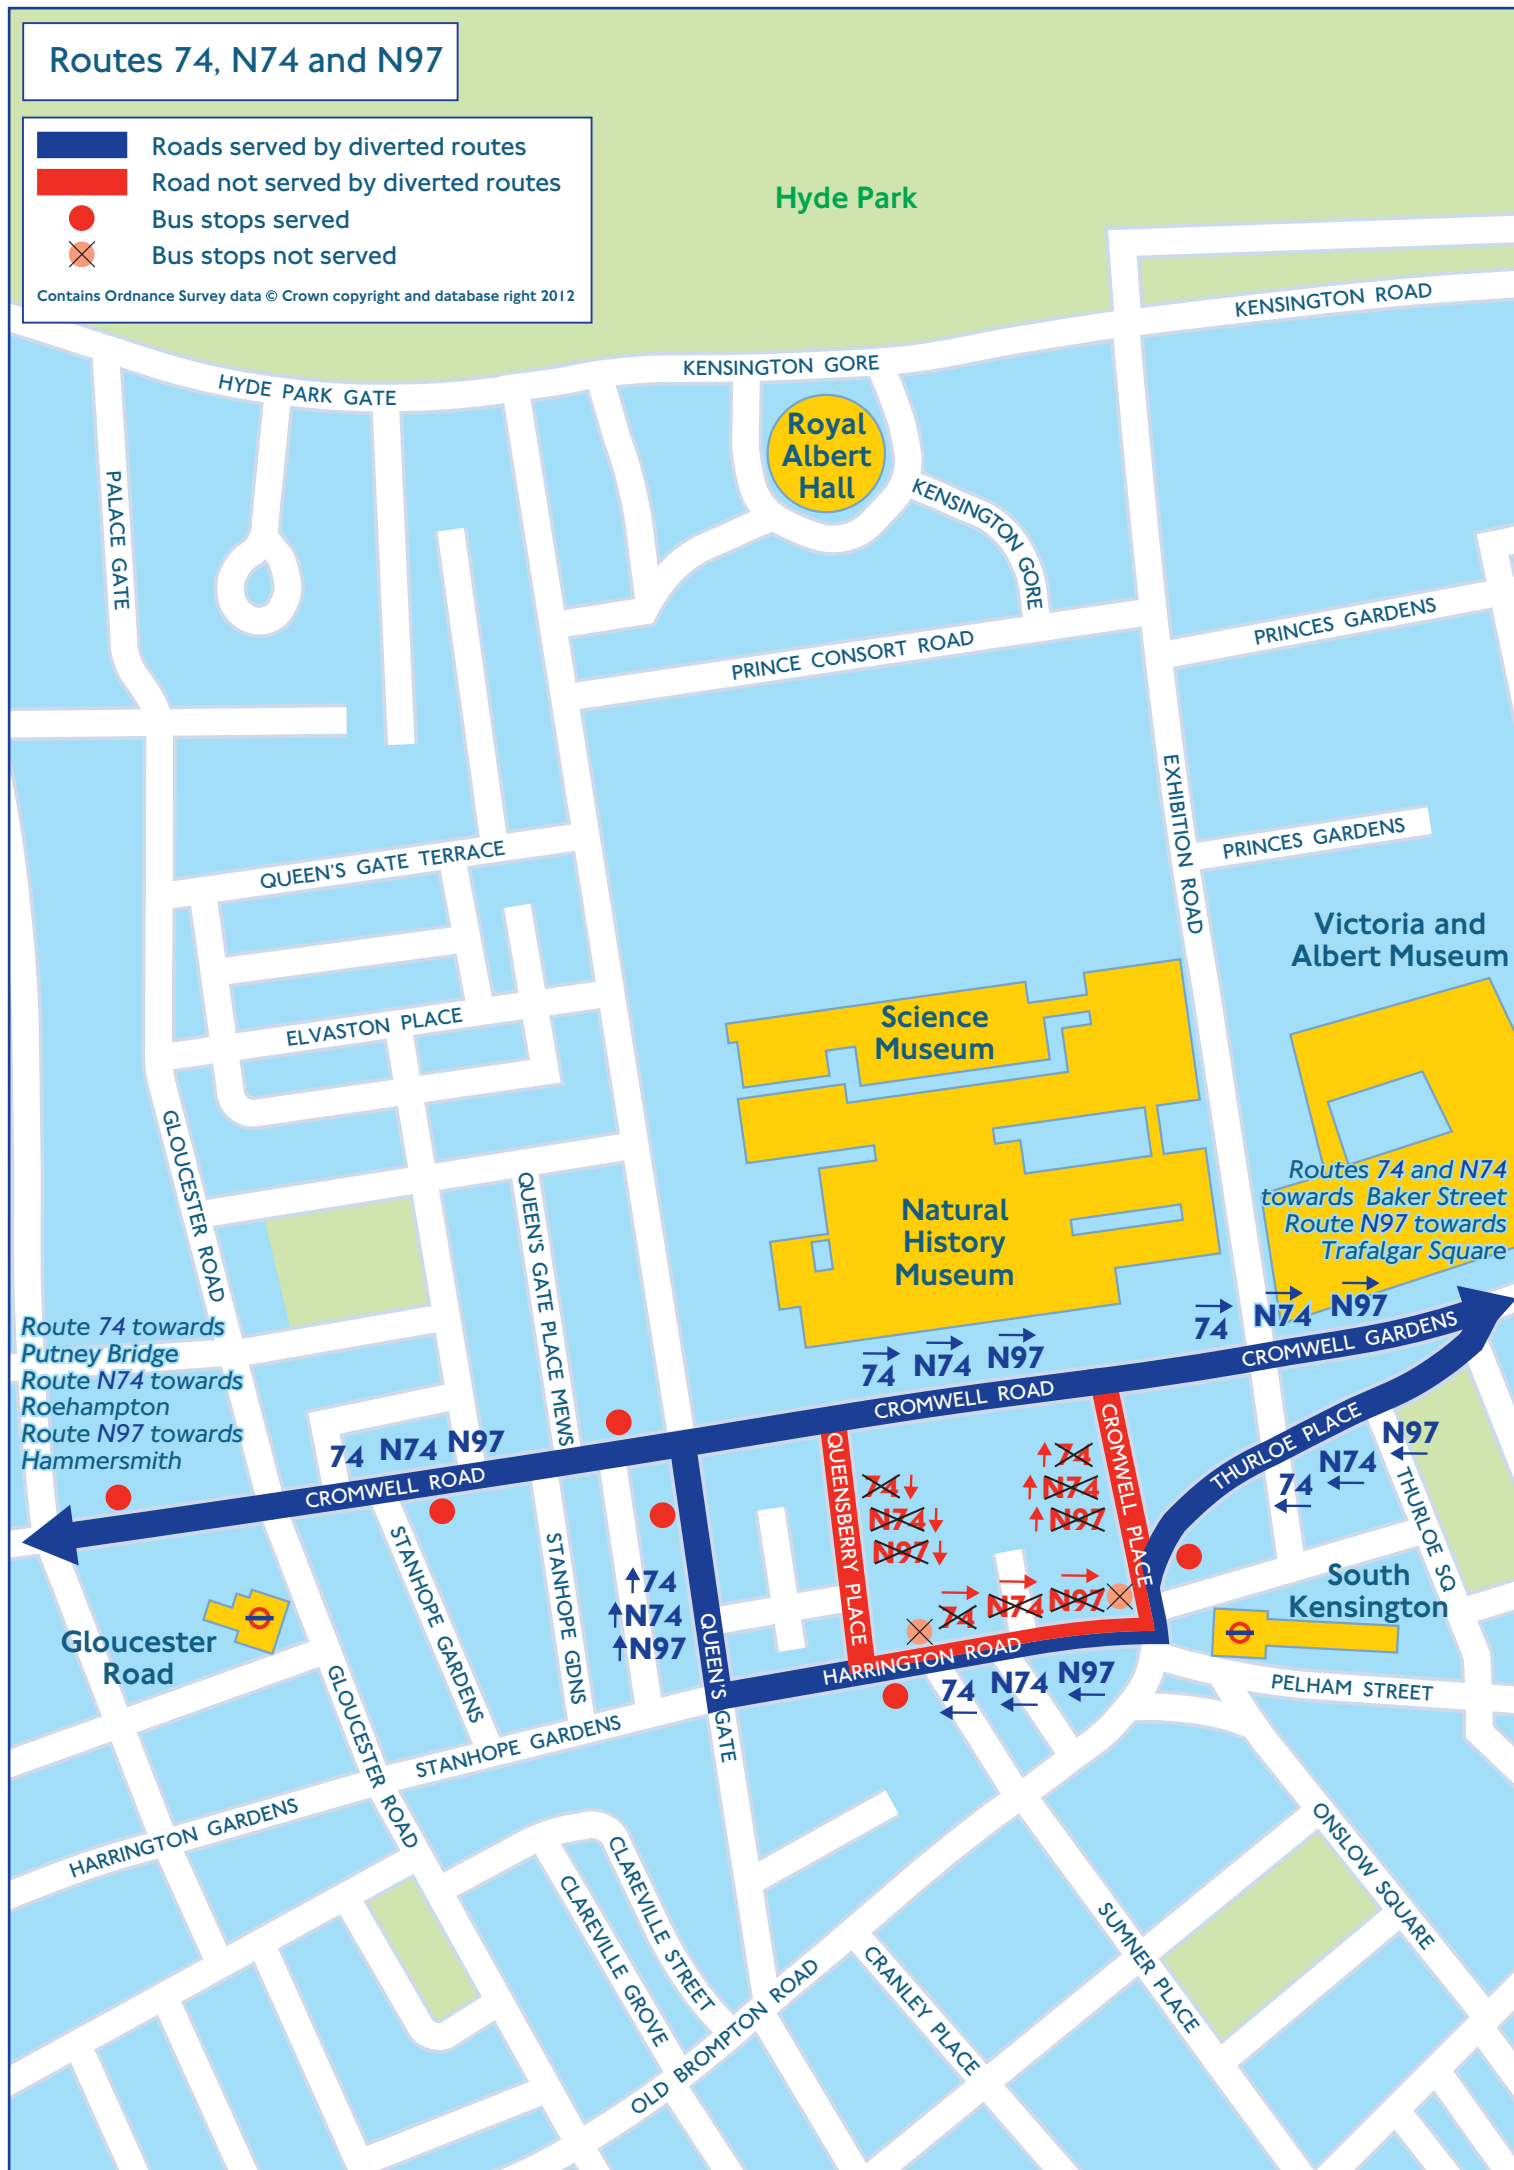 Routes 74, N74 and N97
Roads served by diverted routes
Road not served by diverted routes
Bus stops served
Bus stops not served
Contains Ordnance Survey data © Crown copyright and database right 2012
Hyde Park
KENSINGTON ROAD
KENSINGTON GORE
HYDE PARK GATE
Royal
Albert
Hall
KENSINGTON GORE
PALACE GATE
PRINCES GARDENS
PRINCE CONSORT ROAD
EXHIBITION ROAD
PRINCES GARDENS
QUEEN'S GATE TERRACE
Victoria and
Albert Museum
Science
Museum
ELVASTON PLACE
GLOUCESTER ROAD
QUEEN'S GATE PLACE MEWS
Natural
History
Museum
Routes 74 and N74
towards Baker Street
Route N97 towards
Trafalgar Square
74 N74 N97
CROMWELL GARDENS
Route 74 towards
Putney Bridge
Route N74 towards
Roehampton
Route N97 towards
Hammersmith
74 N74 N97
CROMWELL ROAD
74 N74 N97
CROMWELL ROAD
QUEENSBERRY PLACE
74
N74
N97
CROMWELL PLACE
74
N74
N97
THURLOE PLACE
74 N74 N97
THURLOE SQ
STANHOPE GARDENS
STANHOPE GDNS
74
N74
N97
QUEEN'S GATE
74 N74 N97
HARRINGTON ROAD
74 N74 N97
South
Kensington
Gloucester
Road
PELHAM STREET
GLOUCESTER ROAD
STANHOPE GARDENS
HARRINGTON GARDENS
CLAREVILLE STREET
CLAREVILLE GROVE
OLD BROMPTON ROAD
CRANLEY PLACE
SUMNER PLACE
ONSLOW SQUARE